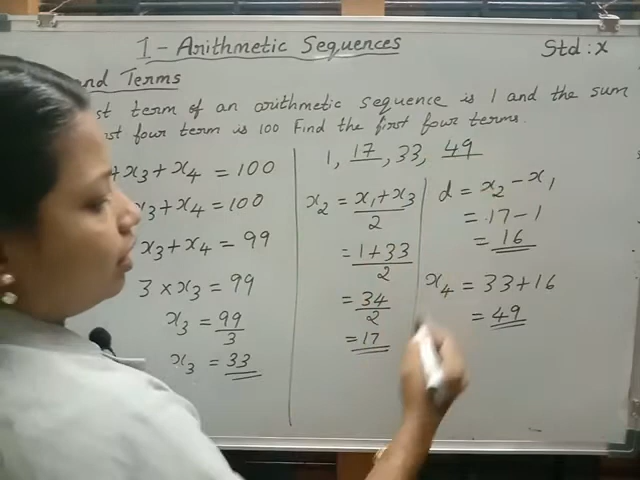 I - Arithmetic Sequences
Std : X
and Terms
st term of an arithmetic sequence is 1 and the sum
st four term is 100 Find the first four terms.
+ x₃ + x₄ = 100
x₃ + x₄ = 100
x₃ + x₄ = 99
3 × x₃ = 99
x₃ = 99/3
x₃ = 33
1, 17, 33, 49
x₂ = x₁ + x₃/2
= 1 + 33/2
= 34/2
= 17
d = x₂ - x₁
= 17 - 1
= 16
x₄ = 33 + 16
= 49